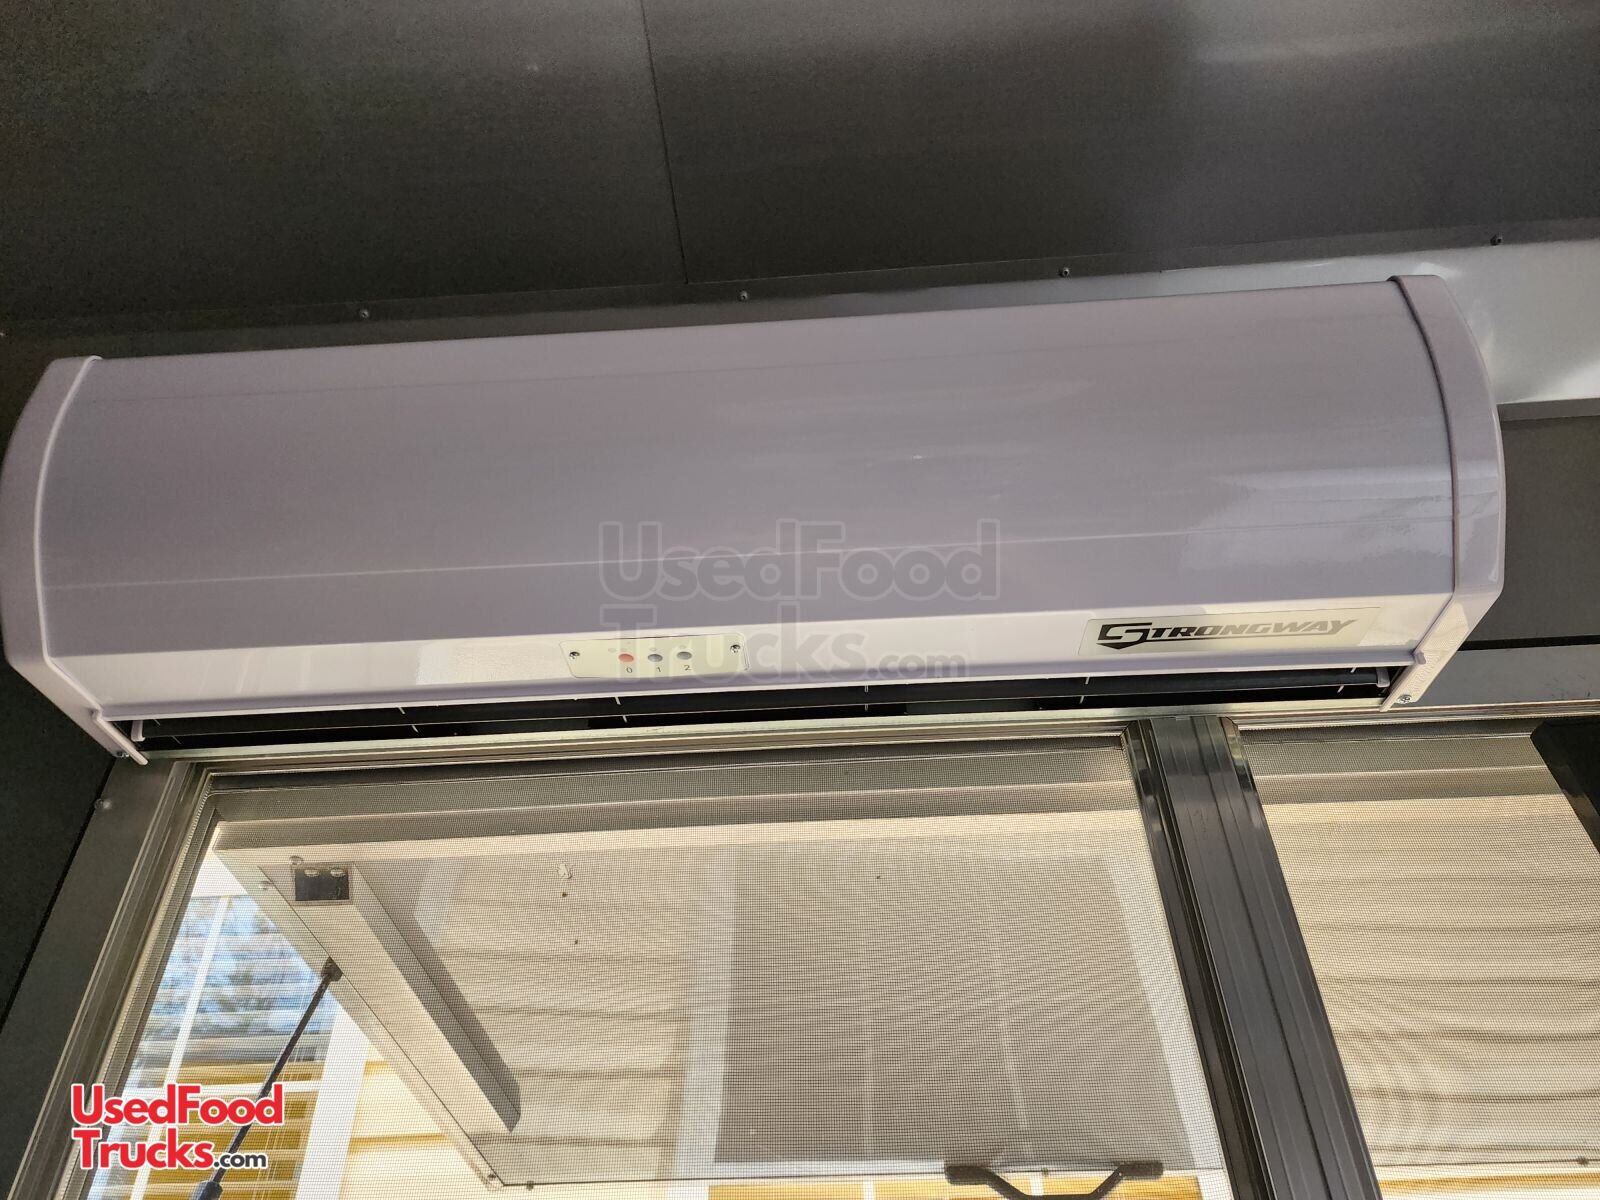 UsedFood
Trucks.com
STRONGWAY
0 1 2
UsedFood
Trucks.com